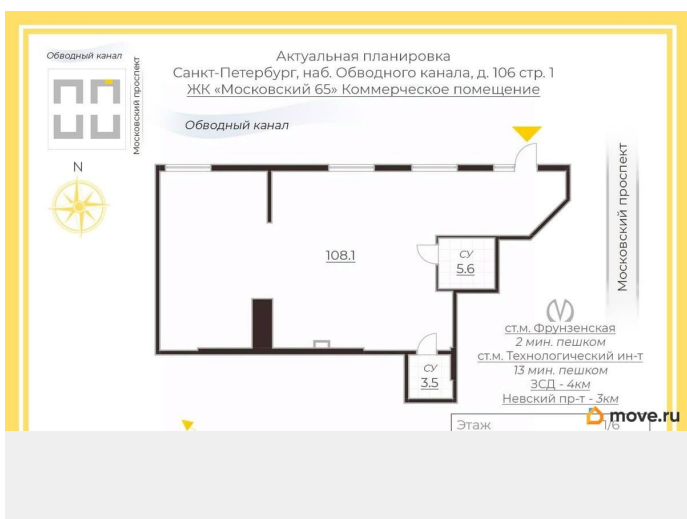 Обводный канал
Московский проспект
Актуальная планировка
Санкт-Петербург, наб. Обводного канала, д. 106 стр. 1
ЖК «Московский 65» Коммерческое помещение
Обводный канал
N
Московский проспект
108.1
СУ
5.6
СУ
3.5
ст.м. Фрунзенская
2 мин. пешком
ст.м. Технологический ин-т
13 мин. пешком
ЗСД - 4км
Невский пр-т - 3км
Этаж 1/6
move.ru